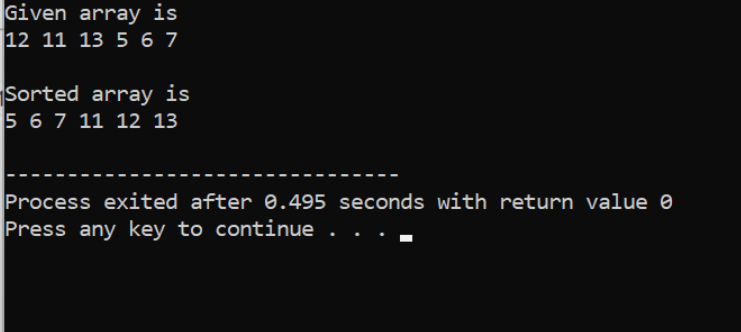 Given array is
12 11 13 5 6 7
Sorted array is
5 6 7 11 12 13
--------------------------------
Process exited after 0.495 seconds with return value 0
Press any key to continue . . .